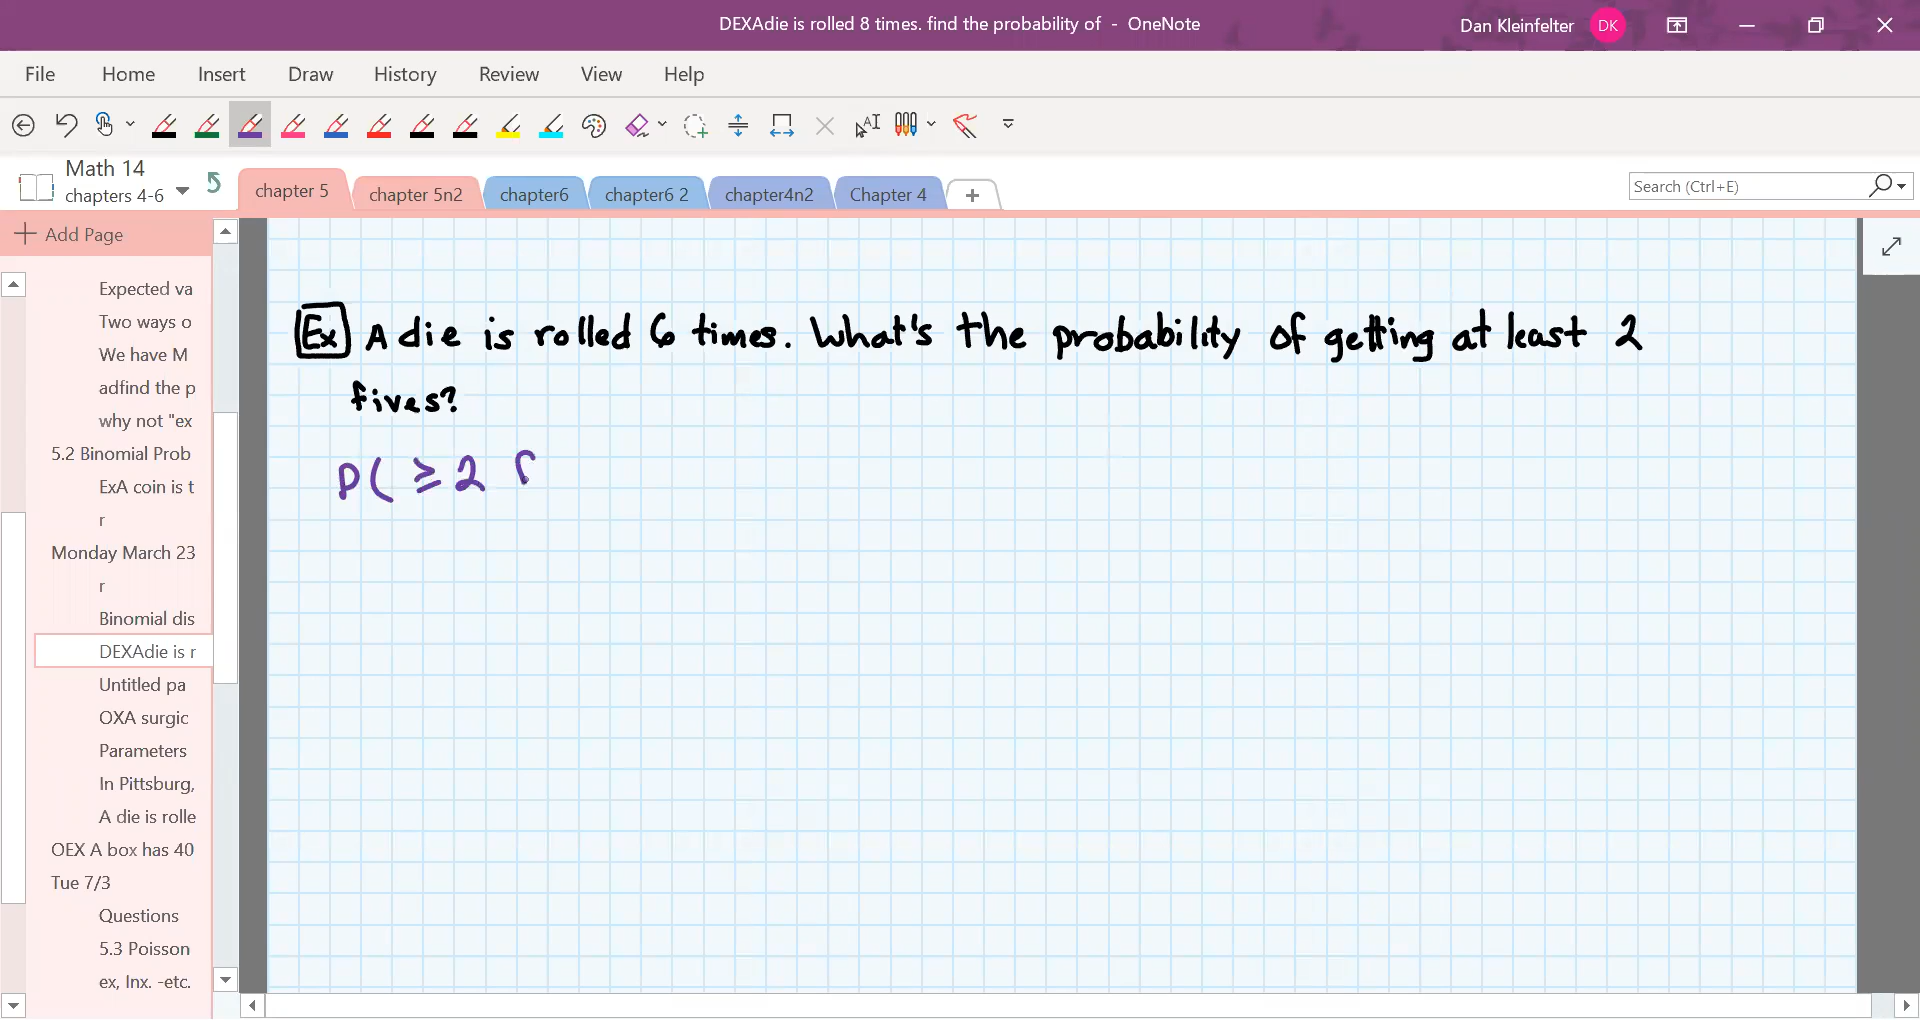 DEXAdie is rolled 8 times. find the probability of - OneNote
Dan Kleinfelter DK
File Home Insert Draw History Review View Help
Math 14
chapters 4-6
chapter 5 chapter 5n2 chapter6 chapter6 2 chapter4n2 Chapter 4
Search (Ctrl+E)
Add Page
Expected va
Two ways o
We have M
adfind the p
why not "ex
5.2 Binomial Prob
ExA coin is t
r
Monday March 23
r
Binomial dis
DEXAdie is r
Untitled pa
OXA surgic
Parameters
In Pittsburg,
A die is rolle
OEX A box has 40
Tue 7/3
Questions
5.3 Poisson
ex, Inx. -etc.
Ex A die is rolled 6 times. What's the probability of getting at least 2
fives?
P( ≥ 2